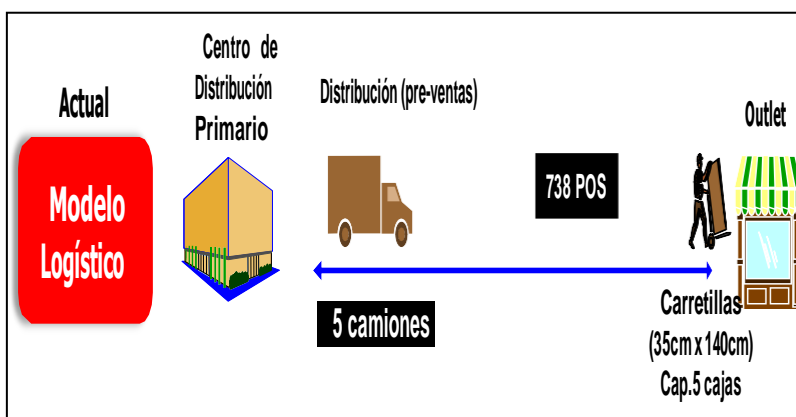 Actual
Modelo
Logístico
Centro de
Distribución
Primario
Distribución (pre-ventas)
5 camiones
738 POS
Outlet
Carretillas
(35cm x 140cm)
Cap.5 cajas